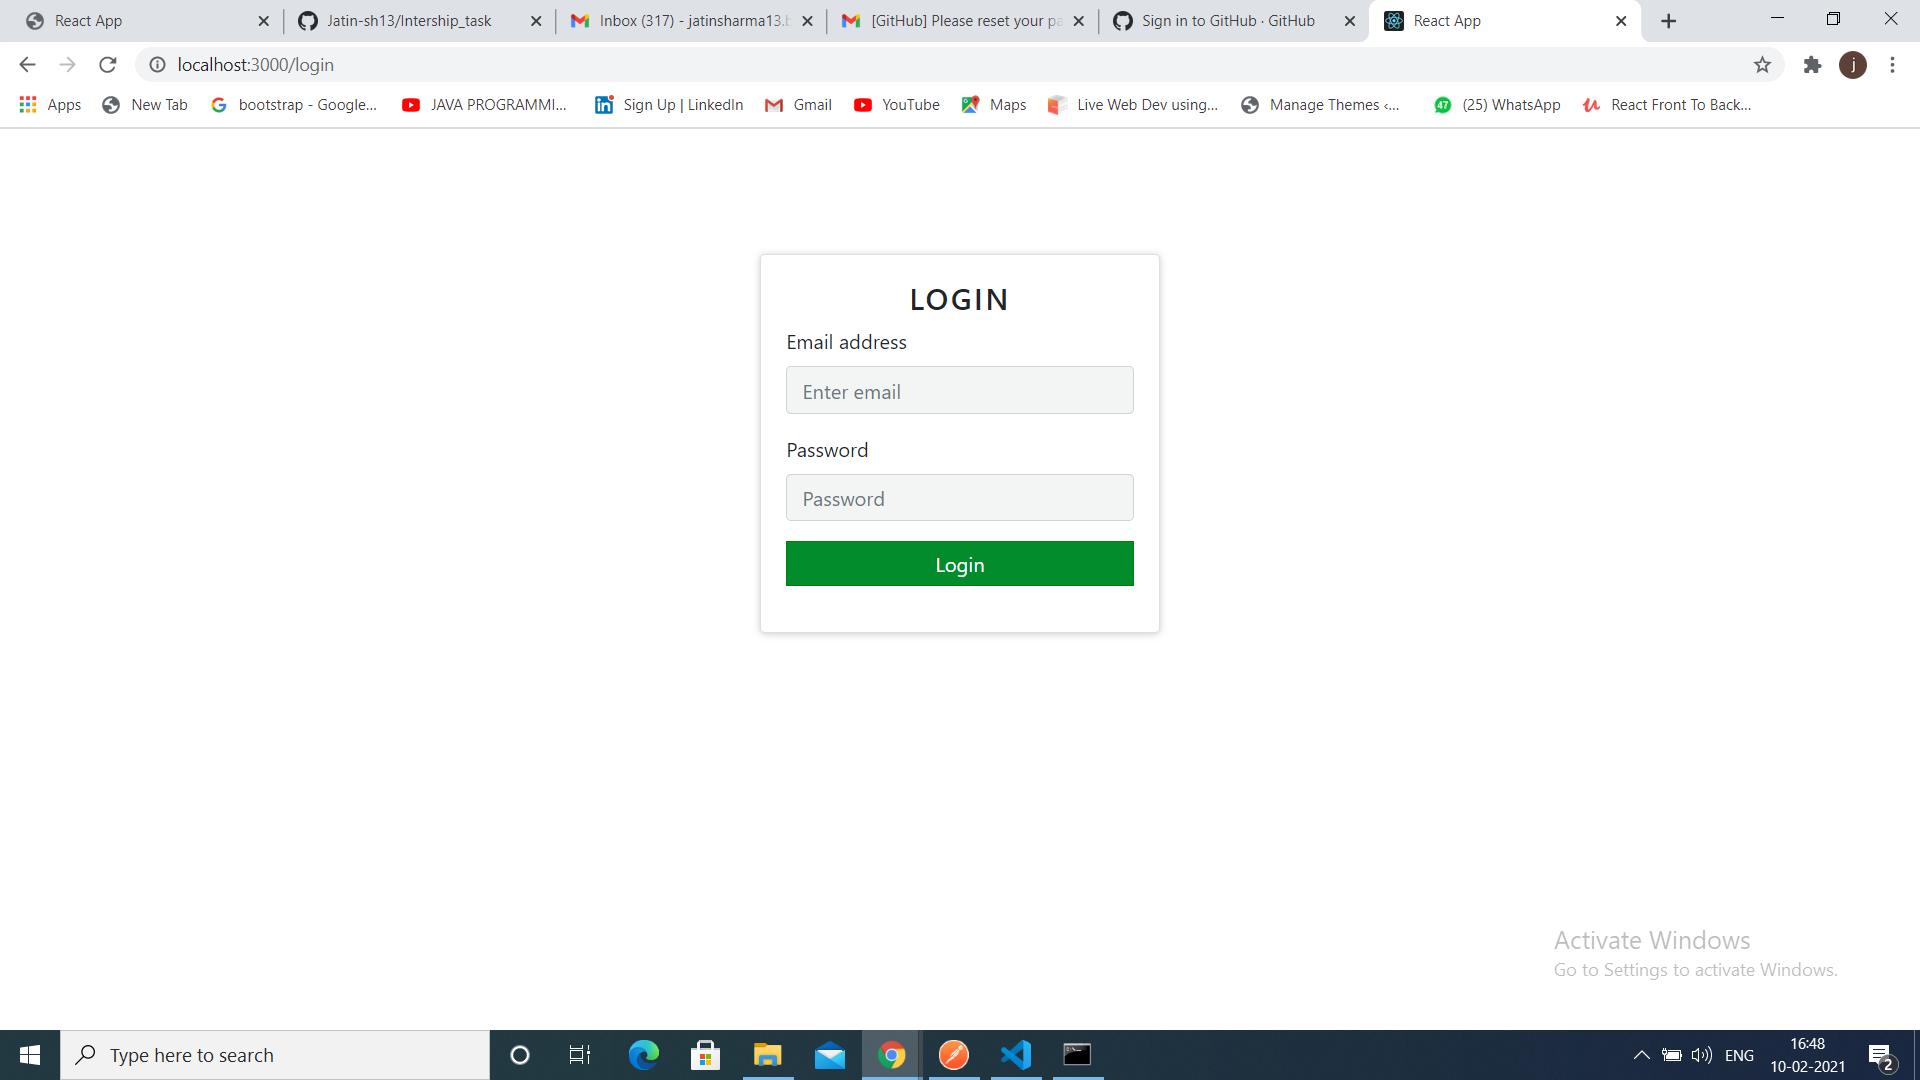 React App
Jatin-sh13/Intership_task
Inbox (317) - jatinsharma13.b
[GitHub] Please reset your pa
Sign in to GitHub · GitHub
React App
localhost:3000/login
j
Apps
New Tab
bootstrap - Google...
JAVA PROGRAMMI...
Sign Up | LinkedIn
Gmail
YouTube
Maps
Live Web Dev using...
Manage Themes ‹...
47
(25) WhatsApp
React Front To Back...
LOGIN
Email address
Enter email
Password
Password
Login
Activate Windows
Go to Settings to activate Windows.
Type here to search
ENG
16:48
10-02-2021
2